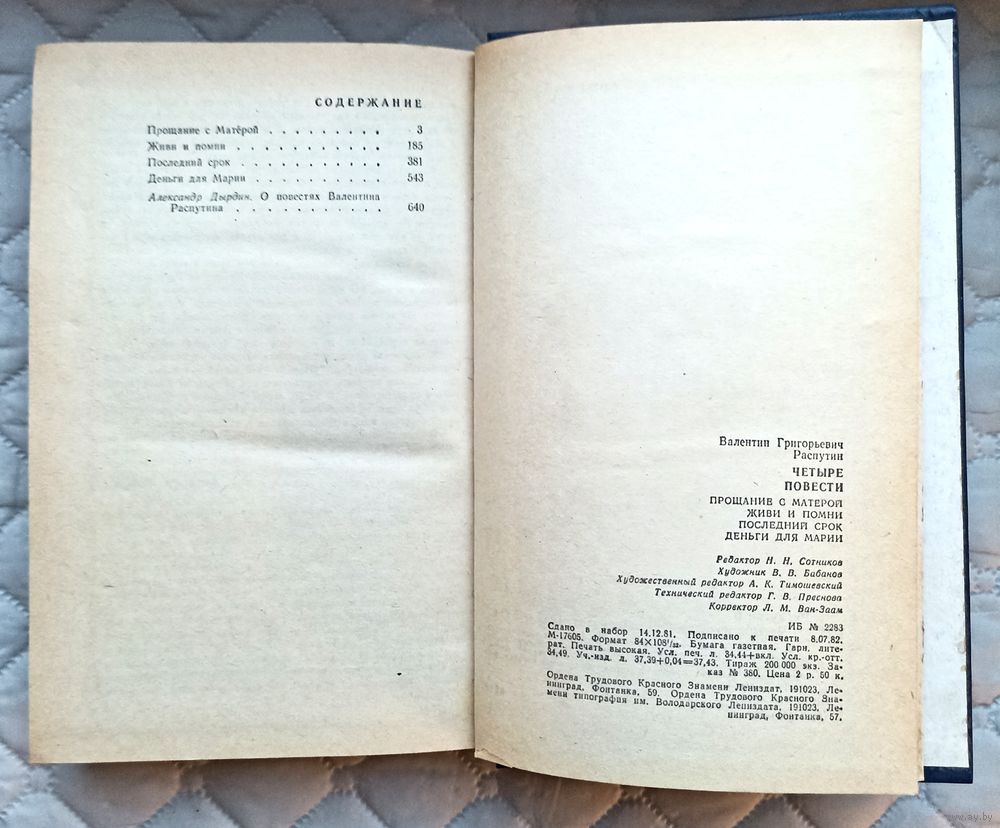 СОДЕРЖАНИЕ
Прощание с Матёрой . . . . . . . . 3
Живи и помни . . . . . . . . . . 185
Последний срок . . . . . . . . . . 381
Деньги для Марии . . . . . . . . . 543
Александр Дырдин. О повестях Валентина
Распутина . . . . . . . . . . 640
Валентин Григорьевич
Распутин
ЧЕТЫРЕ
ПОВЕСТИ
ПРОЩАНИЕ С МАТЕРОЙ
ЖИВИ И ПОМНИ
ПОСЛЕДНИЙ СРОК
ДЕНЬГИ ДЛЯ МАРИИ
Редактор Н. Н. Сотников
Художник В. В. Бабанов
Художественный редактор А. К. Тимошевский
Технический редактор Г. В. Преснова
Корректор Л. М. Ван-Заам
ИБ № 2283
Сдано в набор 14.12.81. Подписано к печати 8.07.82.
М-17605. Формат 84×108¹/₃₂. Бумага газетная. Гарн. лите-
рат. Печать высокая. Усл. печ. л. 34,44+вкл. Усл. кр.-отт.
34,49. Уч.-изд. л. 37,39+0,04=37,43. Тираж 200 000 экз. За-
каз № 380. Цена 2 р. 50 к.
Ордена Трудового Красного Знамени Лениздат, 191023, Ле-
нинград, Фонтанка, 59. Ордена Трудового Красного Зна-
мени типография им. Володарского Лениздата, 191023, Ле-
нинград, Фонтанка, 57.
www.ay.by